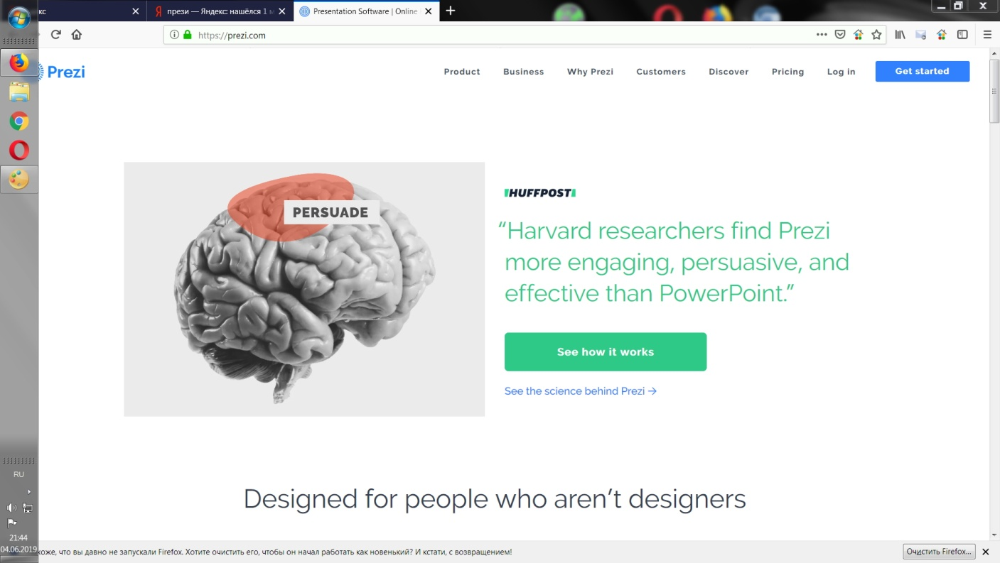 кс
прези — Яндекс: нашёлся 1 м
Presentation Software | Online
https://prezi.com
Prezi
Product Business Why Prezi Customers Discover Pricing Log in Get started
PERSUADE
HUFFPOST
“Harvard researchers find Prezi
more engaging, persuasive, and
effective than PowerPoint.”
See how it works
See the science behind Prezi →
Designed for people who aren’t designers
RU
21:44
04.06.2019
хоже, что вы давно не запускали Firefox. Хотите очистить его, чтобы он начал работать как новенький? И кстати, с возвращением!
Очистить Firefox...